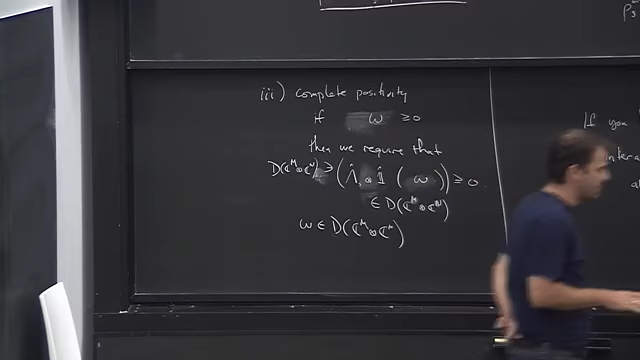 iii) complete positivity
If ω ≥ 0
then we require that
D(ℂᴹ⊗ℂᴺ) ∋ (Λ̂₁ ⊗ 𝟙̂ ( ω )) ≥ 0
∈ D(ℂᴹ⊗ℂᴺ)
ω ∈ D(ℂᴹ⊗ℂᴺ)
If you
intera